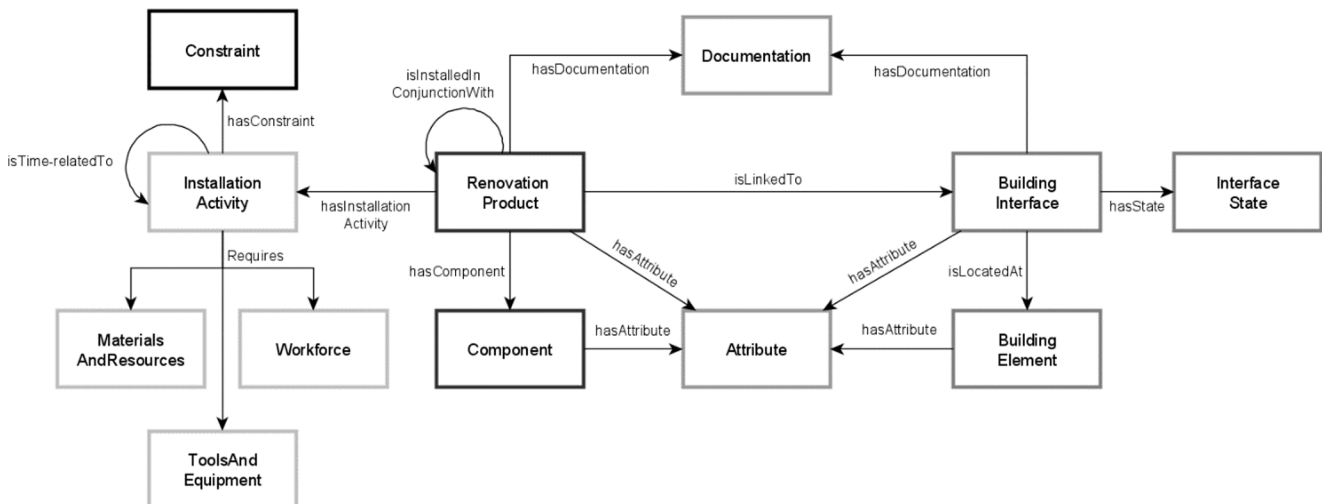 Constraint
Documentation
isInstalledIn
ConjunctionWith
hasDocumentation
hasDocumentation
hasConstraint
isTime-relatedTo
Installation
Activity
hasInstallation
Activity
Renovation
Product
isLinkedTo
Building
Interface
hasState
Interface
State
Requires
hasComponent
hasAttribute
hasAttribute
isLocatedAt
Materials
AndResources
Workforce
Component
hasAttribute
Attribute
hasAttribute
Building
Element
ToolsAnd
Equipment